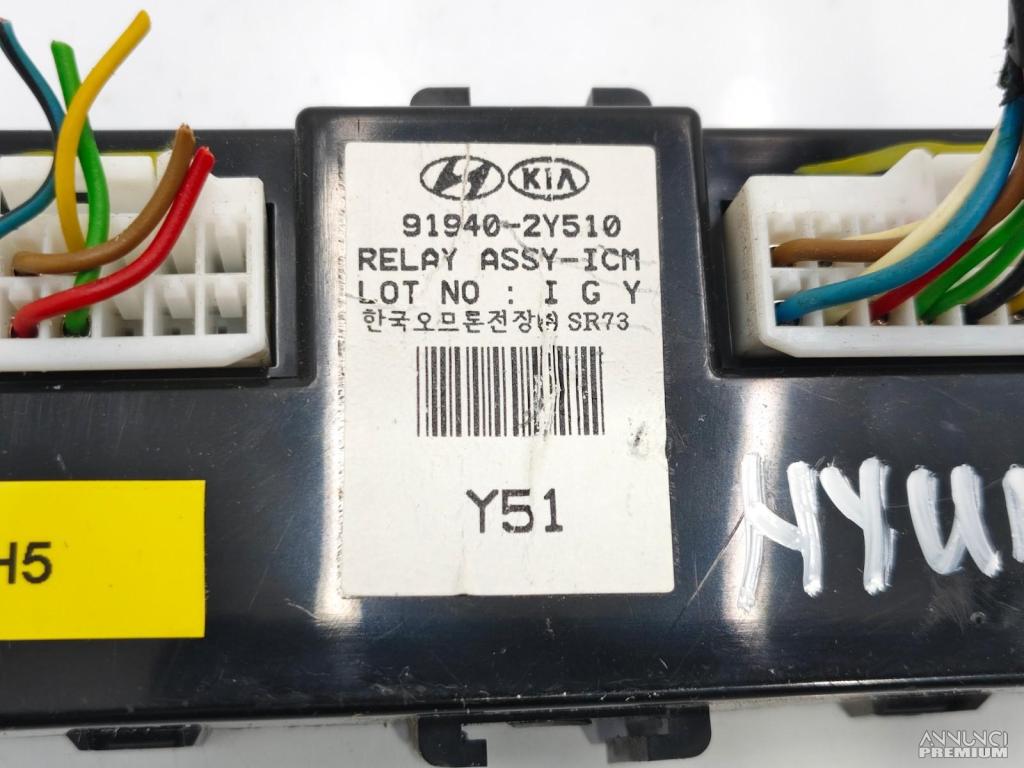 KIA
91940-2Y510
RELAY ASSY-ICM
LOT NO : I G Y
한국오므론전장㈜ SR73
Y51
H5
HYUN
ANNUNCI
PREMIUM